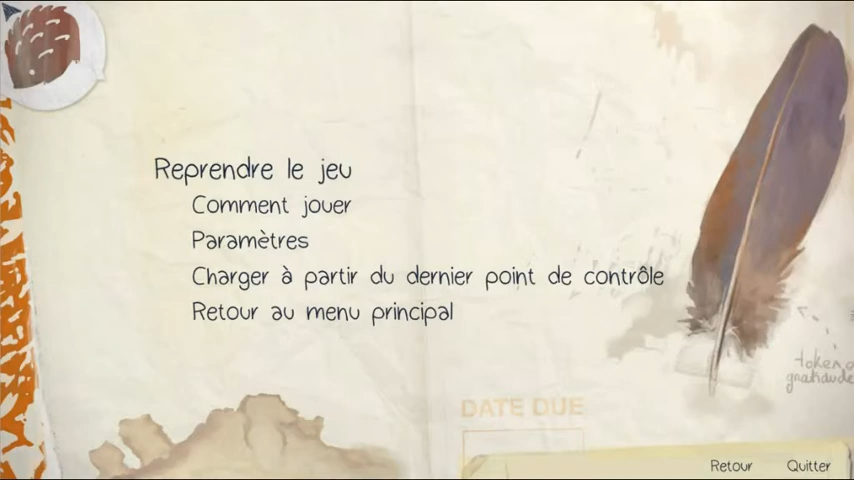 Reprendre le jeu
Comment jouer
Paramètres
Charger à partir du dernier point de contrôle
Retour au menu principal
token
DATE DUE
Retour Quitter